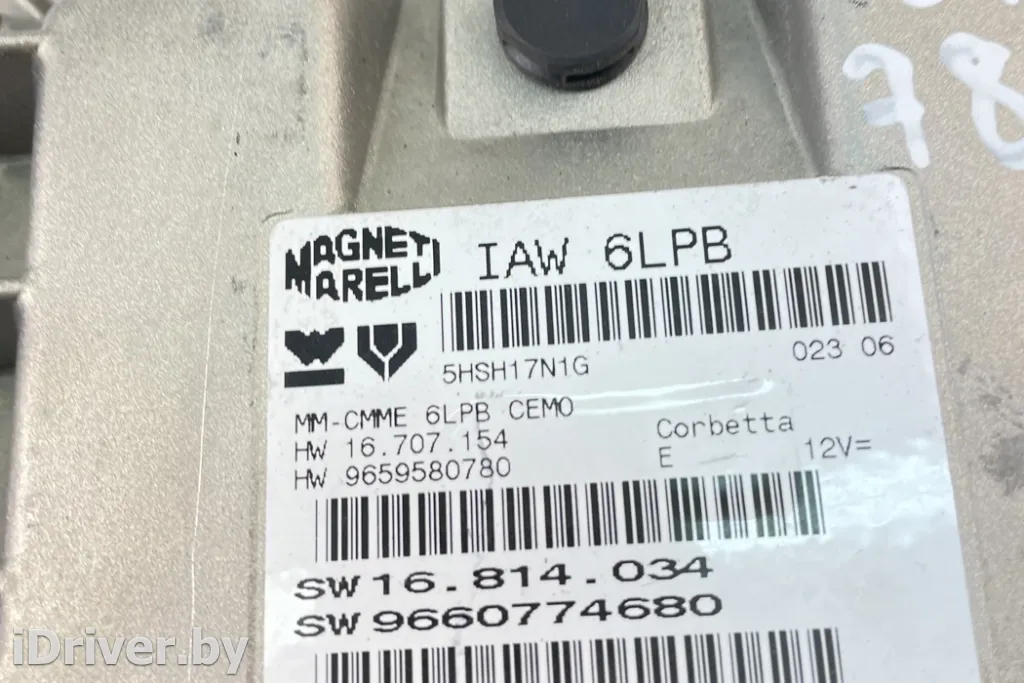 78
MAGNETI
MARELLI
IAW 6LPB
5HSH17N1G
023 06
MM-CMME 6LPB CEMO
HW 16.707.154
HW 9659580780
Corbetta
E
12V=
SW 16.814.034
SW 9660774680
iDriver.by